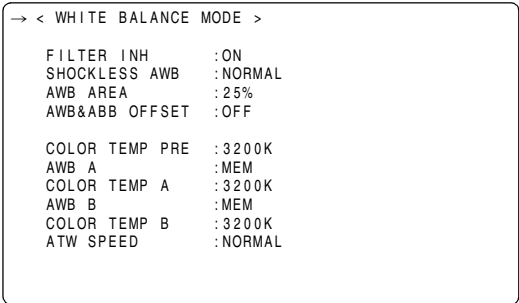 → < WHITE BALANCE MODE >
FILTER INH :ON
SHOCKLESS AWB :NORMAL
AWB AREA :25%
AWB&ABB OFFSET :OFF
COLOR TEMP PRE :3200K
AWB A :MEM
COLOR TEMP A :3200K
AWB B :MEM
COLOR TEMP B :3200K
ATW SPEED :NORMAL